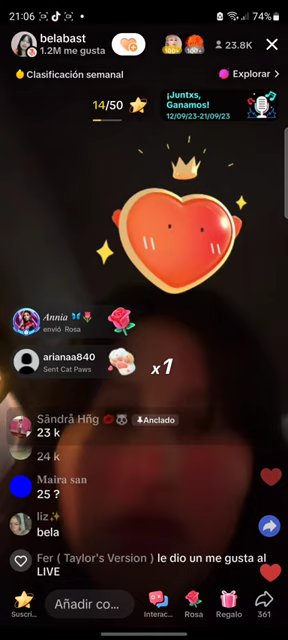 21:06
74%
belabast
1.2M me gusta
100+
100+
23.8K
Clasificación semanal
Explorar >
14/50
¡Juntxs,
Ganamos!
12/09/23-21/09/23
Annia
envió Rosa
arianaa840
Sent Cat Paws
x1
Sändrå Hñg
Anclado
23 k
24 k
Maira san
25 ?
liz
bela
Fer ( Taylor's Version ) le dio un me gusta al
LIVE
Suscri...
Añadir co...
Interac...
Rosa
Regalo
361